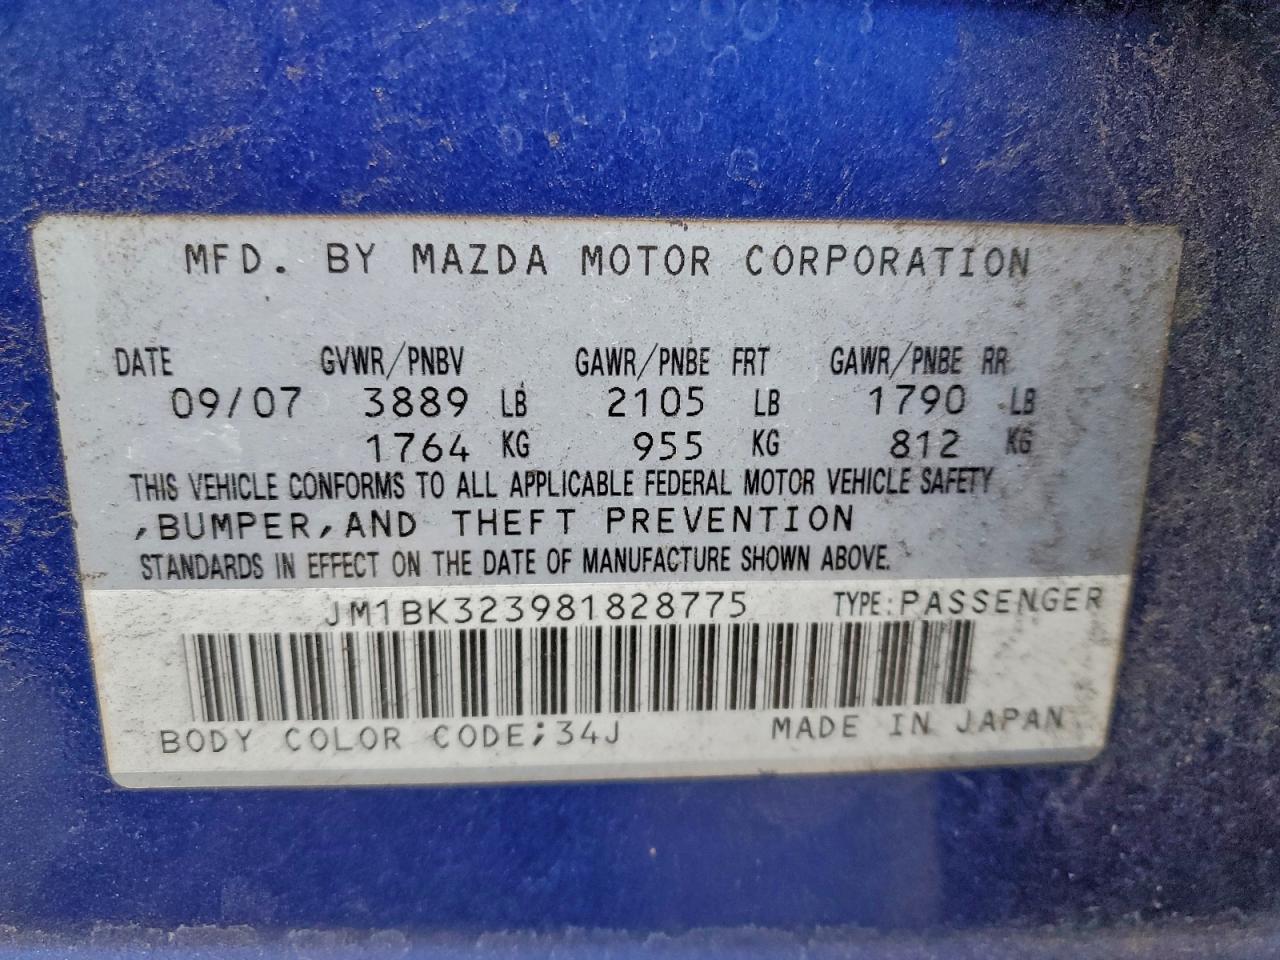 MFD. BY MAZDA MOTOR CORPORATION
DATE GVWR/PNBV GAWR/PNBE FRT GAWR/PNBE RR
09/07 3889 LB 2105 LB 1790 LB
1764 KG 955 KG 812 KG
THIS VEHICLE CONFORMS TO ALL APPLICABLE FEDERAL MOTOR VEHICLE SAFETY
,BUMPER,AND THEFT PREVENTION
STANDARDS IN EFFECT ON THE DATE OF MANUFACTURE SHOWN ABOVE.
JM1BK323981828775 TYPE:PASSENGER
BODY COLOR CODE;34J MADE IN JAPAN